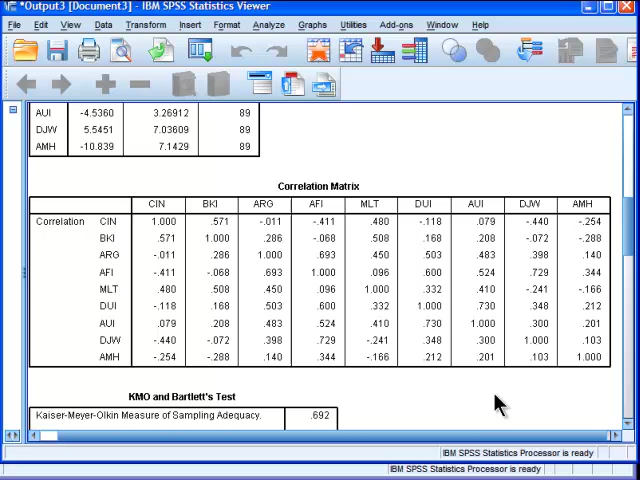 *Output3 [Document3] - IBM SPSS Statistics Viewer
File Edit View Data Transform Insert Format Analyze Graphs Utilities Add-ons Window Help
AUI -4.5360 3.26912 89
DJW 5.5451 7.03609 89
AMH -10.839 7.1429 89
Correlation Matrix
CIN BKI ARG AFI MLT DUI AUI DJW AMH
Correlation CIN 1.000 .571 -.011 -.411 .480 -.118 .079 -.440 -.254
BKI .571 1.000 .286 -.068 .508 .168 .208 -.072 -.288
ARG -.011 .286 1.000 .693 .450 .503 .483 .398 .140
AFI -.411 -.068 .693 1.000 .096 .600 .524 .729 .344
MLT .480 .508 .450 .096 1.000 .332 .410 -.241 -.166
DUI -.118 .168 .503 .600 .332 1.000 .730 .348 .212
AUI .079 .208 .483 .524 .410 .730 1.000 .300 .201
DJW -.440 -.072 .398 .729 -.241 .348 .300 1.000 .103
AMH -.254 -.288 .140 .344 -.166 .212 .201 .103 1.000
KMO and Bartlett's Test
Kaiser-Meyer-Olkin Measure of Sampling Adequacy. .692
IBM SPSS Statistics Processor is ready
IBM SPSS Statistics Processor is ready